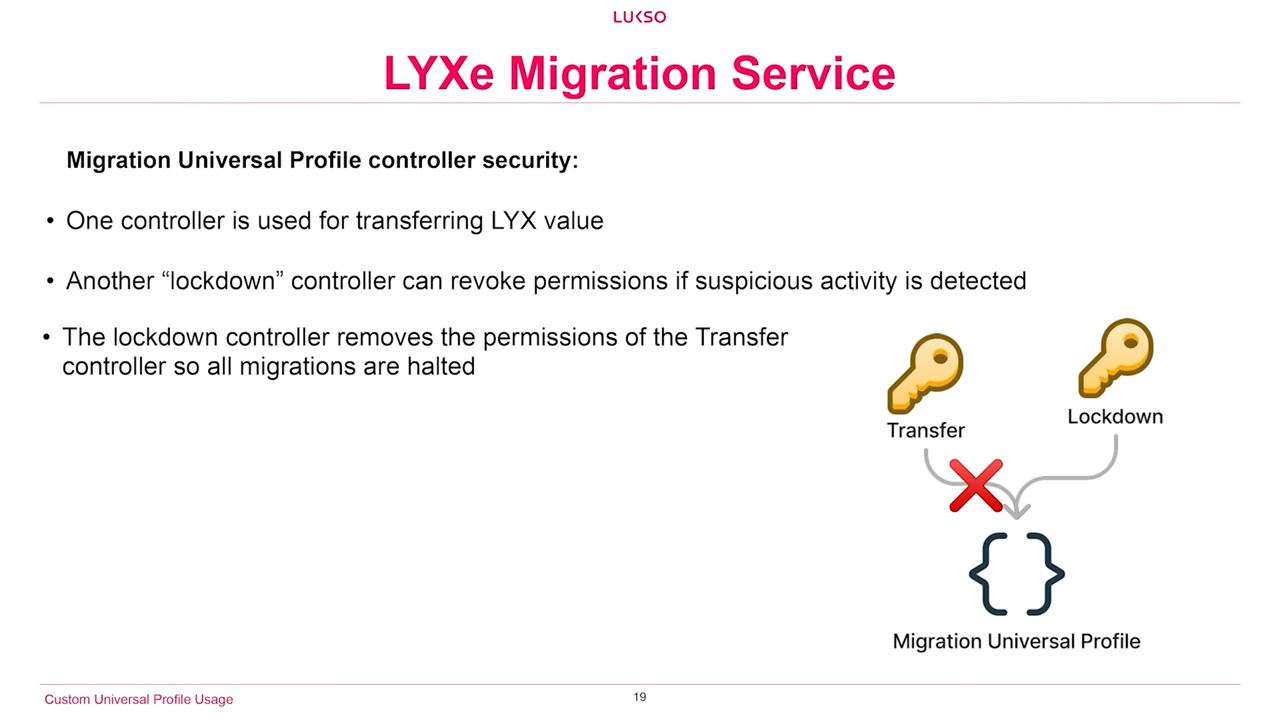 LUKSO
LYXe Migration Service
Migration Universal Profile controller security:
• One controller is used for transferring LYX value
• Another “lockdown” controller can revoke permissions if suspicious activity is detected
• The lockdown controller removes the permissions of the Transfer
controller so all migrations are halted
Transfer
Lockdown
{ }
Migration Universal Profile
Custom Universal Profile Usage
19